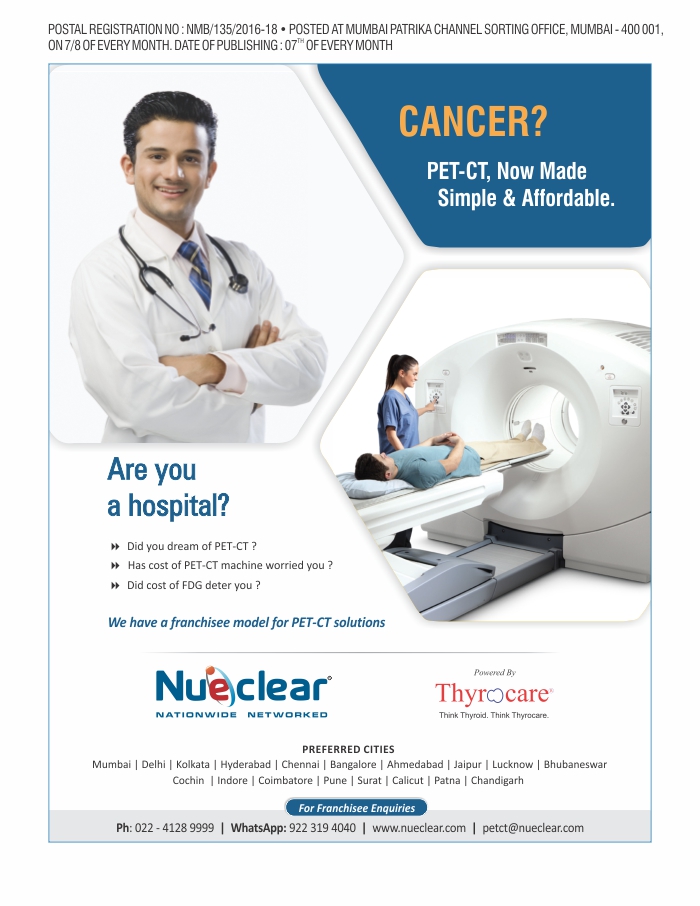 POSTAL REGISTRATION NO : NMB/135/2016-18 • POSTED AT MUMBAI PATRIKA CHANNEL SORTING OFFICE, MUMBAI - 400 001,
ON 7/8 OF EVERY MONTH. DATE OF PUBLISHING : 07TH OF EVERY MONTH
CANCER?
PET-CT, Now Made
Simple & Affordable.
Are you
a hospital?
Did you dream of PET-CT ?
Has cost of PET-CT machine worried you ?
Did cost of FDG deter you ?
We have a franchisee model for PET-CT solutions
Nueclear
NATIONWIDE NETWORKED
Powered By
Thyrocare®
Think Thyroid. Think Thyrocare.
PREFERRED CITIES
Mumbai | Delhi | Kolkata | Hyderabad | Chennai | Bangalore | Ahmedabad | Jaipur | Lucknow | Bhubaneswar
Cochin | Indore | Coimbatore | Pune | Surat | Calicut | Patna | Chandigarh
For Franchisee Enquiries
Ph: 022 - 4128 9999 | WhatsApp: 922 319 4040 | www.nueclear.com | petct@nueclear.com